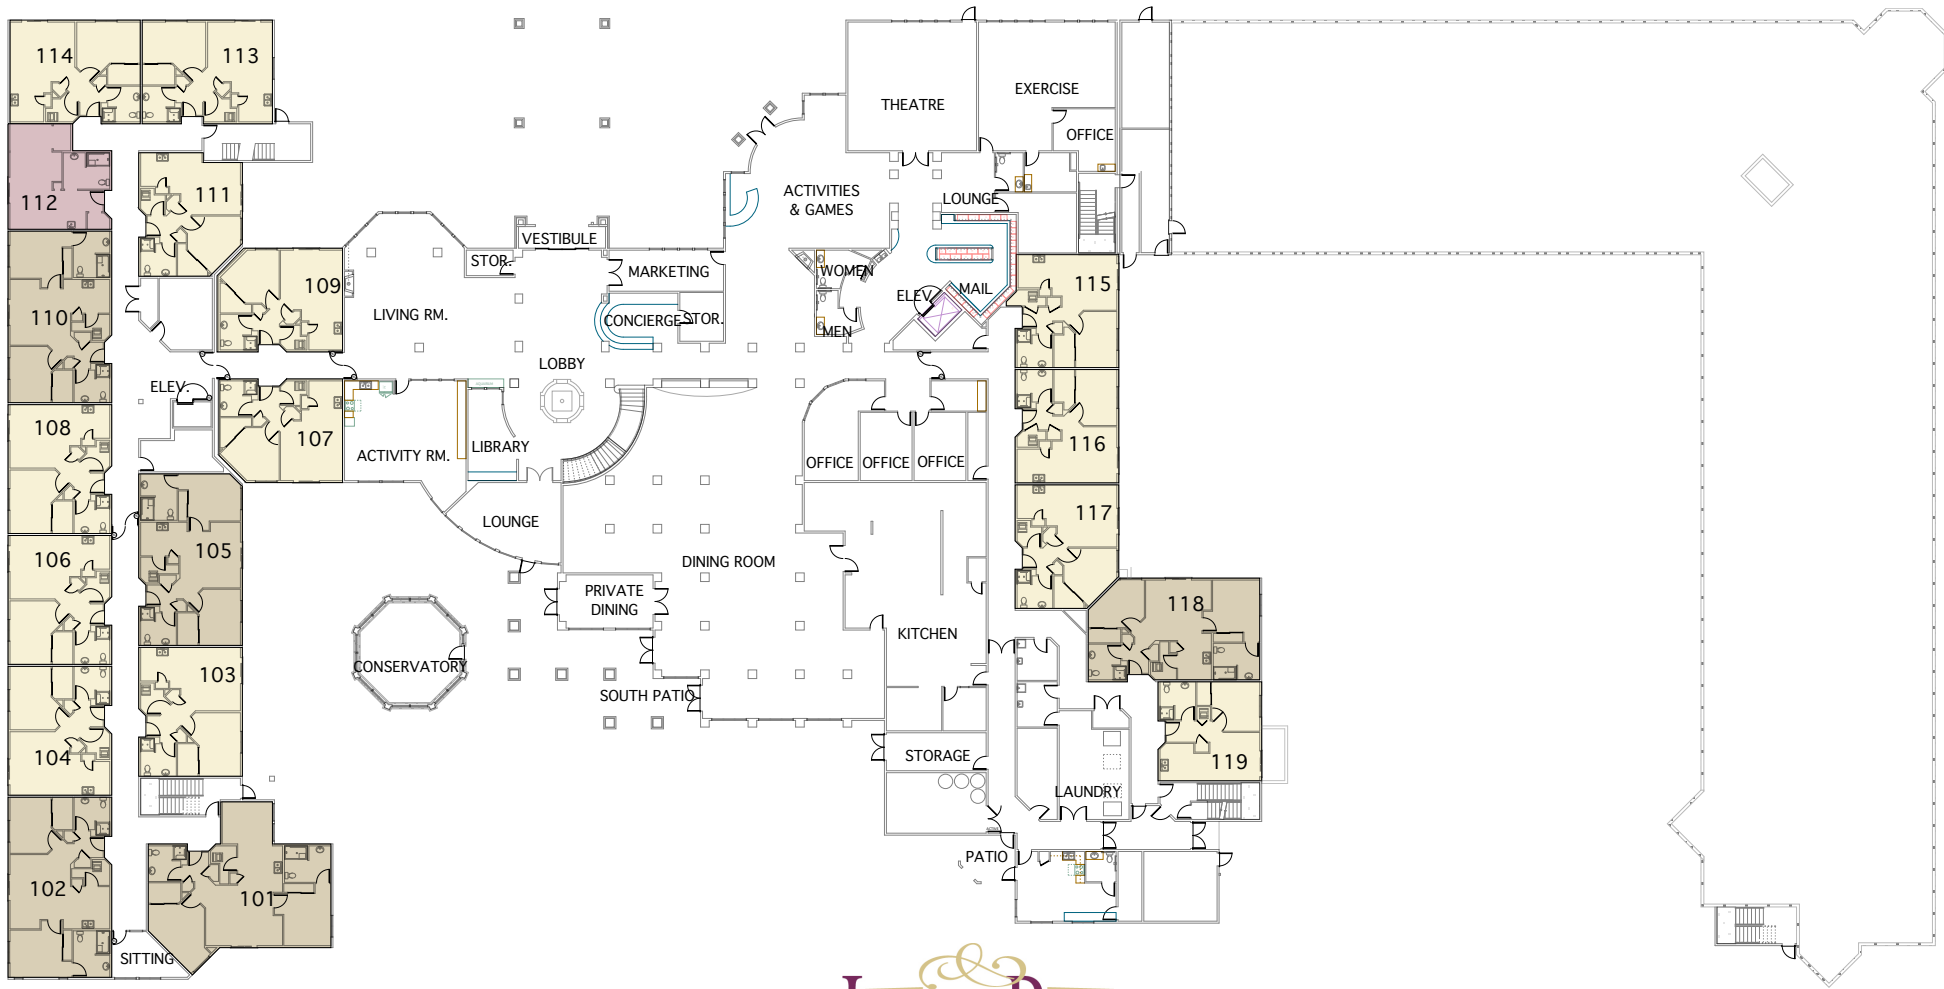 114
113
THEATRE
EXERCISE
OFFICE
112
111
ACTIVITIES
& GAMES
LOUNGE
VESTIBULE
STOR.
MARKETING
WOMEN
109
110
LIVING RM.
CONCIERGE
STOR.
ELEV.
MAIL
MEN
115
LOBBY
ELEV.
108
107
ACTIVITY RM.
LIBRARY
OFFICE
OFFICE
OFFICE
116
LOUNGE
117
106
105
DINING ROOM
PRIVATE
DINING
118
KITCHEN
CONSERVATORY
103
SOUTH PATIO
104
STORAGE
119
LAUNDRY
PATIO
102
101
SITTING
&